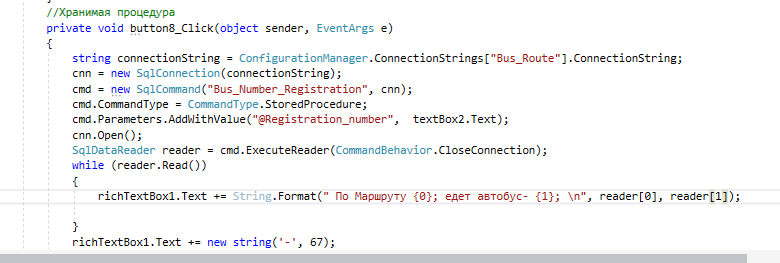 //Хранимая процедура
private void button8_Click(object sender, EventArgs e)
{
string connectionString = ConfigurationManager.ConnectionStrings["Bus_Route"].ConnectionString;
cnn = new SqlConnection(connectionString);
cmd = new SqlCommand("Bus_Number_Registration", cnn);
cmd.CommandType = CommandType.StoredProcedure;
cmd.Parameters.AddWithValue("@Registration_number",  textBox2.Text);
cnn.Open();
SqlDataReader reader = cmd.ExecuteReader(CommandBehavior.CloseConnection);
while (reader.Read())
{
richTextBox1.Text += String.Format(" По Маршруту {0}; едет автобус- {1}; \n", reader[0], reader[1]);
}
richTextBox1.Text += new string('-', 67);